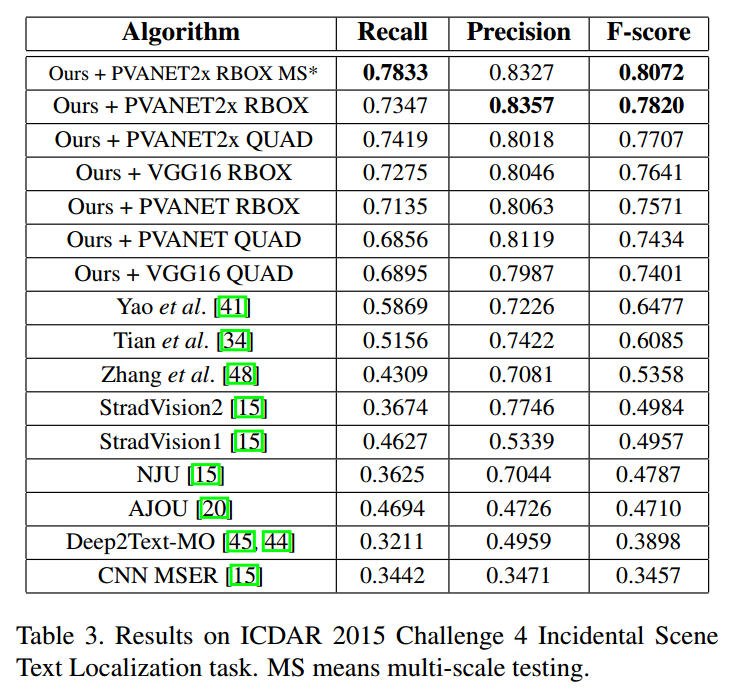 Algorithm Recall Precision F-score
Ours + PVANET2x RBOX MS* 0.7833 0.8327 0.8072
Ours + PVANET2x RBOX 0.7347 0.8357 0.7820
Ours + PVANET2x QUAD 0.7419 0.8018 0.7707
Ours + VGG16 RBOX 0.7275 0.8046 0.7641
Ours + PVANET RBOX 0.7135 0.8063 0.7571
Ours + PVANET QUAD 0.6856 0.8119 0.7434
Ours + VGG16 QUAD 0.6895 0.7987 0.7401
Yao et al. [41] 0.5869 0.7226 0.6477
Tian et al. [34] 0.5156 0.7422 0.6085
Zhang et al. [48] 0.4309 0.7081 0.5358
StradVision2 [15] 0.3674 0.7746 0.4984
StradVision1 [15] 0.4627 0.5339 0.4957
NJU [15] 0.3625 0.7044 0.4787
AJOU [20] 0.4694 0.4726 0.4710
Deep2Text-MO [45, 44] 0.3211 0.4959 0.3898
CNN MSER [15] 0.3442 0.3471 0.3457
Table 3. Results on ICDAR 2015 Challenge 4 Incidental Scene
Text Localization task. MS means multi-scale testing.